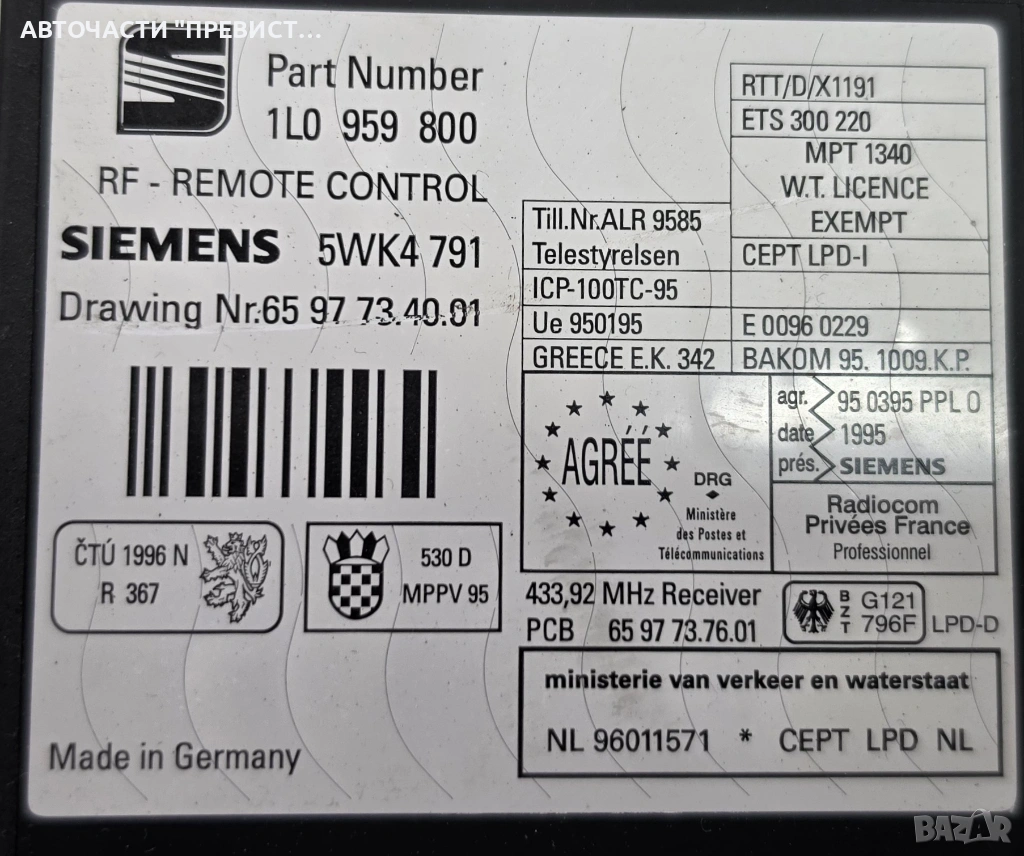 АВТОЧАСТИ "ПРЕВИСТ...
Part Number
1L0 959 800
RF - REMOTE CONTROL
SIEMENS 5WK4 791
Drawing Nr.65 97 73.40.01
RTT/D/X1191
ETS 300 220
MPT 1340
W.T. LICENCE
EXEMPT
Till.Nr.ALR 9585
Telestyrelsen
CEPT LPD-I
ICP-100TC-95
Ue 950195
E 0096 0229
GREECE E.K. 342
BAKOM 95. 1009.K.P.
AGRÉÉ
DRG
Ministère
des Postes et
Télécommunications
agr. 95 0395 PPL 0
date 1995
prés. SIEMENS
Radiocom
Privées France
Professionnel
ČTÚ 1996 N
R 367
530 D
MPPV 95
433,92 MHz Receiver
PCB 65 97 73.76.01
BZT
G121
796F
LPD-D
ministerie van verkeer en waterstaat
NL 96011571 * CEPT LPD NL
Made in Germany
BAZAR